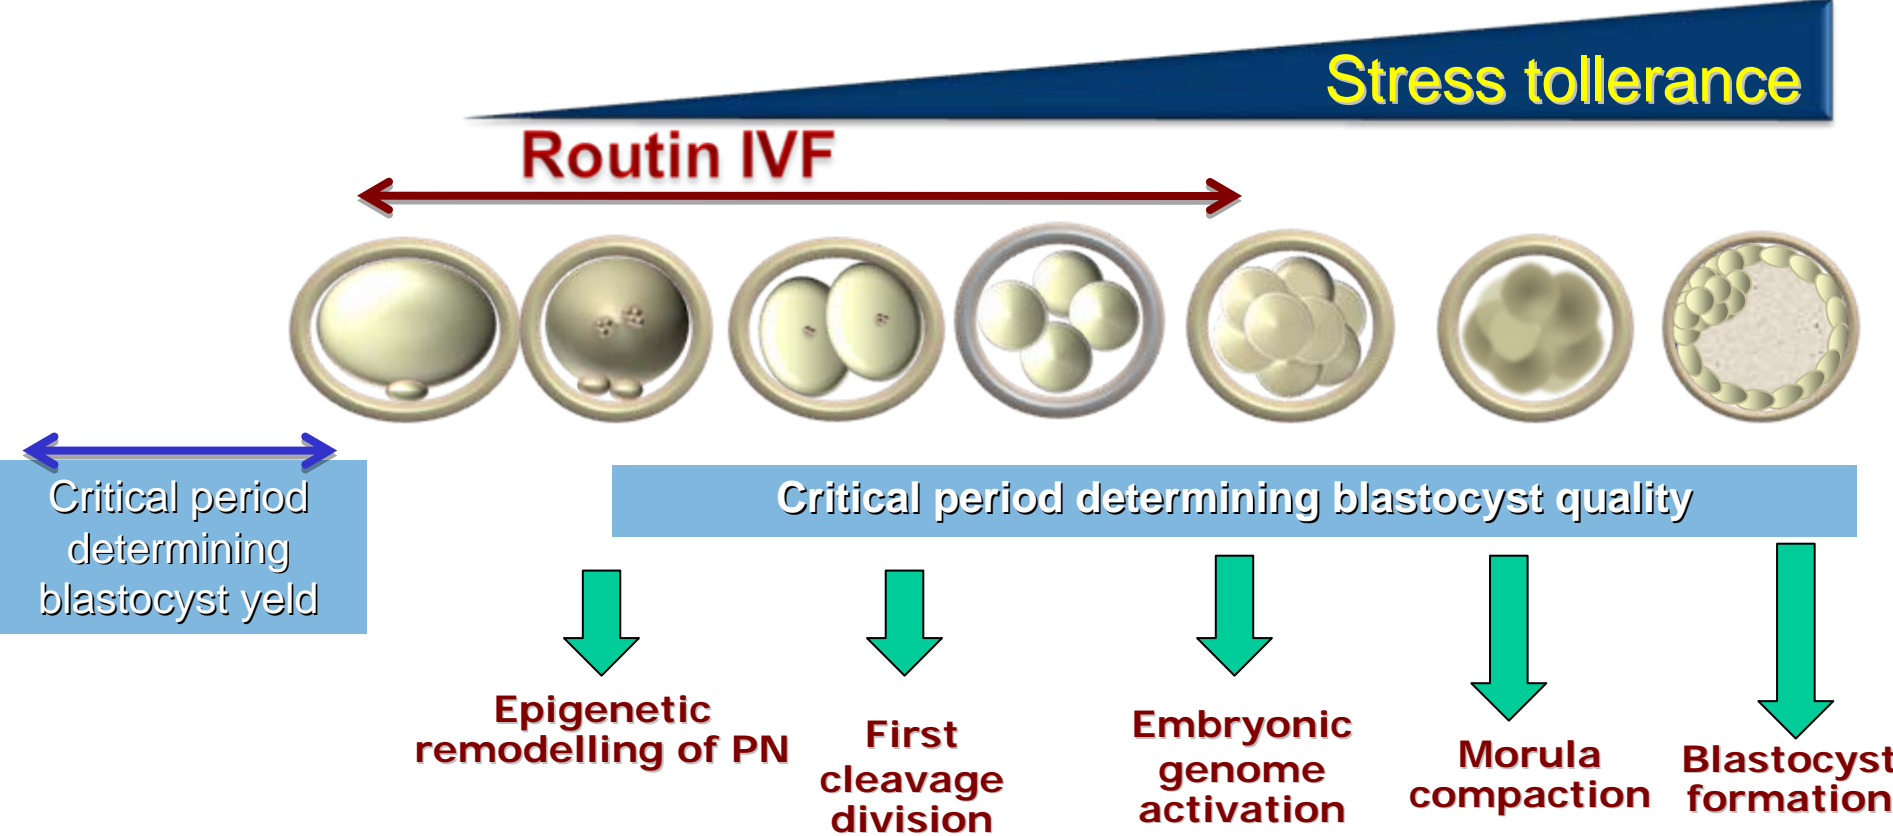 Stress tollerance
Routin IVF
Critical period
determining
blastocyst yeld
Critical period determining blastocyst quality
Epigenetic
remodelling of PN
First
cleavage
division
Embryonic
genome
activation
Morula
compaction
Blastocyst
formation